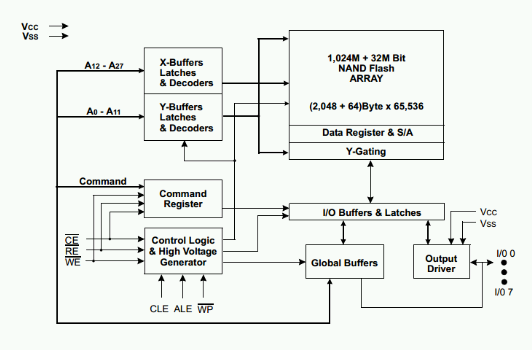 VCC
VSS
A12 - A27
X-Buffers
Latches
& Decoders
A0 - A11
Y-Buffers
Latches
& Decoders
1,024M + 32M Bit
NAND Flash
ARRAY
(2,048 + 64)Byte x 65,536
Data Register & S/A
Y-Gating
Command
Command
Register
I/O Buffers & Latches
VCC
VSS
CE
RE
WE
Control Logic
& High Voltage
Generator
Global Buffers
Output
Driver
I/0 0
I/0 7
CLE ALE WP